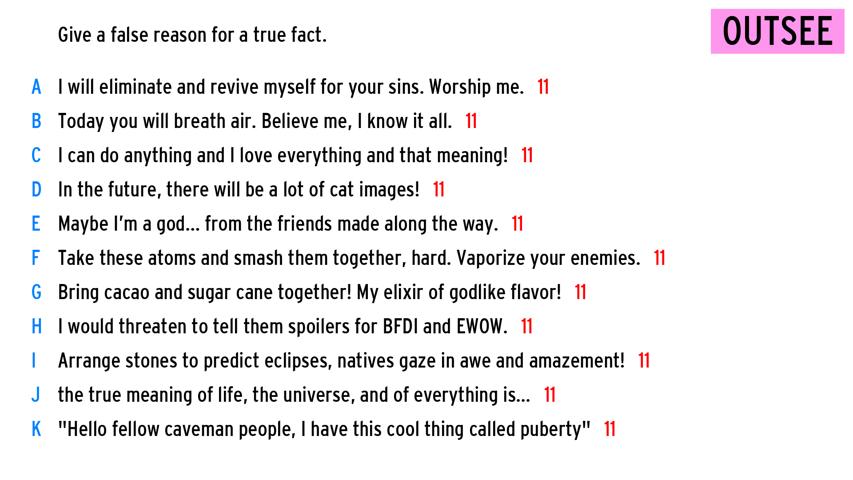 Give a false reason for a true fact.
OUTSEE
A I will eliminate and revive myself for your sins. Worship me. 11
B Today you will breath air. Believe me, I know it all. 11
C I can do anything and I love everything and that meaning! 11
D In the future, there will be a lot of cat images! 11
E Maybe I'm a god... from the friends made along the way. 11
F Take these atoms and smash them together, hard. Vaporize your enemies. 11
G Bring cacao and sugar cane together! My elixir of godlike flavor! 11
H I would threaten to tell them spoilers for BFDI and EWOW. 11
I Arrange stones to predict eclipses, natives gaze in awe and amazement! 11
J the true meaning of life, the universe, and of everything is... 11
K "Hello fellow caveman people, I have this cool thing called puberty" 11